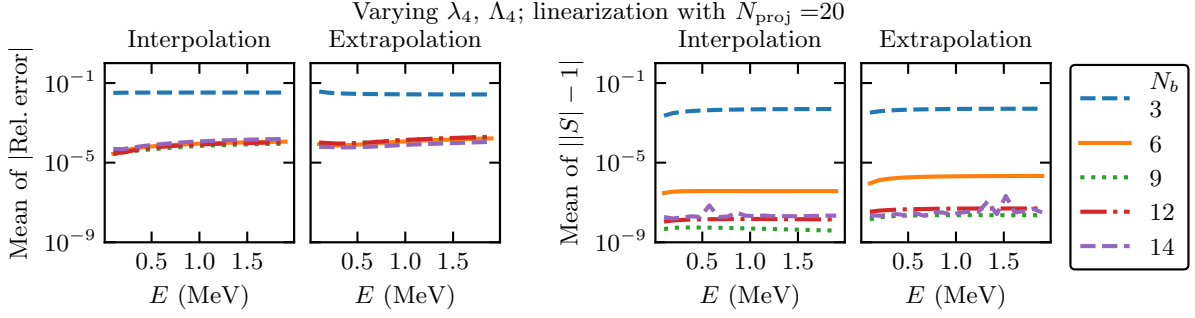 Varying λ₄, Λ₄; linearization with N_proj =20
Interpolation
Extrapolation
Interpolation
Extrapolation
Mean of |Rel. error|
10⁻¹
10⁻⁵
10⁻⁹
0.5 1.0 1.5
E (MeV)
0.5 1.0 1.5
E (MeV)
Mean of ||S| − 1|
10⁻¹
10⁻⁵
10⁻⁹
0.5 1.0 1.5
E (MeV)
0.5 1.0 1.5
E (MeV)
N_b
3
6
9
12
14